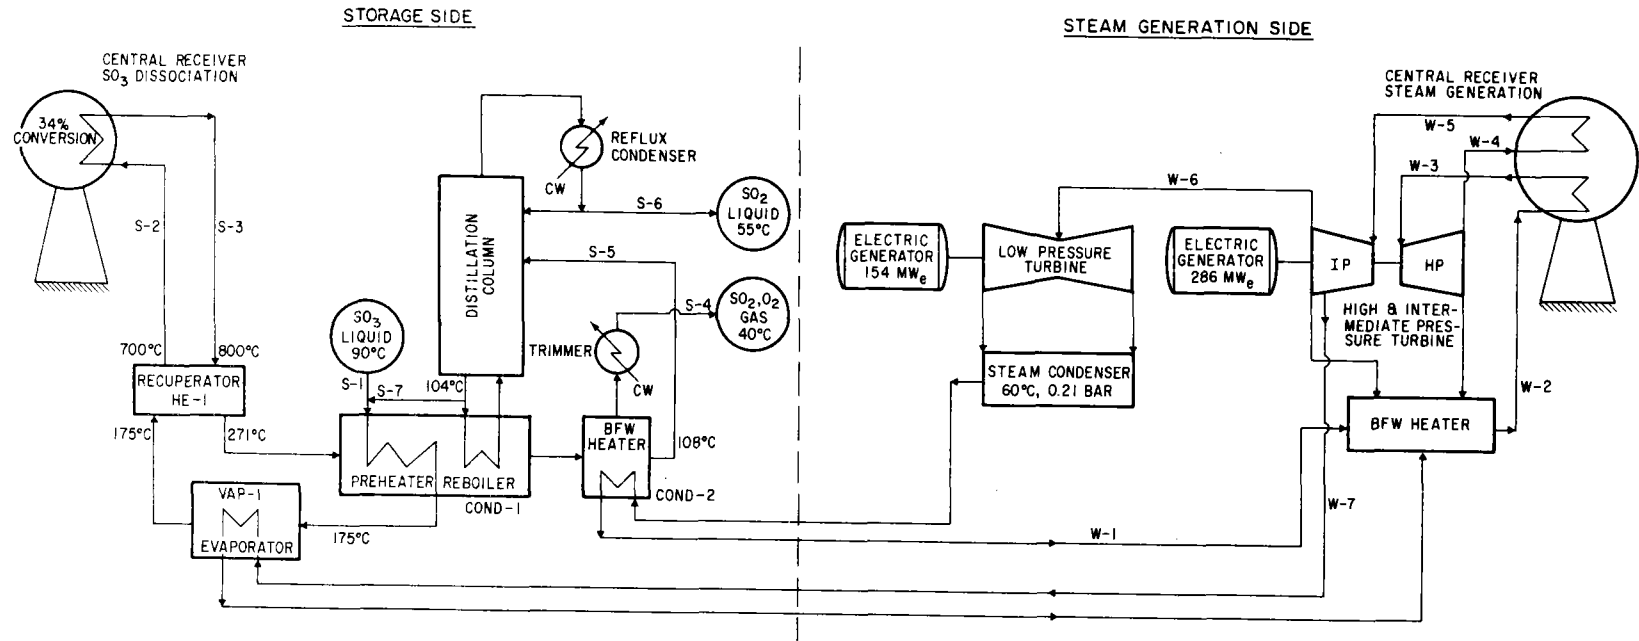 STORAGE SIDE
STEAM GENERATION SIDE
CENTRAL RECEIVER
SO3 DISSOCIATION
34%
CONVERSION
S-2
S-3
700°C
800°C
RECUPERATOR
HE-1
175°C
271°C
VAP-1
EVAPORATOR
175°C
SO3
LIQUID
90°C
S-1
S-7
104°C
PREHEATER
REBOILER
COND-1
DISTILLATION
COLUMN
REFLUX
CONDENSER
CW
S-6
SO2
LIQUID
55°C
S-5
S-4
SO2,O2
GAS
40°C
TRIMMER
CW
BFW
HEATER
108°C
COND-2
W-1
ELECTRIC
GENERATOR
154 MWe
LOW PRESSURE
TURBINE
W-6
STEAM CONDENSER
60°C, 0.21 BAR
ELECTRIC
GENERATOR
286 MWe
IP
HP
HIGH & INTER-
MEDIATE PRES-
SURE TURBINE
CENTRAL RECEIVER
STEAM GENERATION
W-5
W-4
W-3
W-2
BFW HEATER
W-7